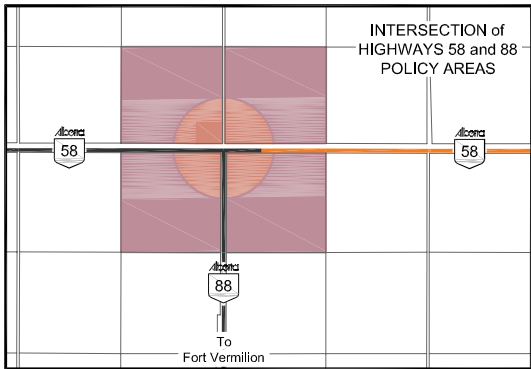 INTERSECTION of
HIGHWAYS 58 and 88
POLICY AREAS
Alberta
58
Alberta
58
Alberta
88
To
Fort Vermilion